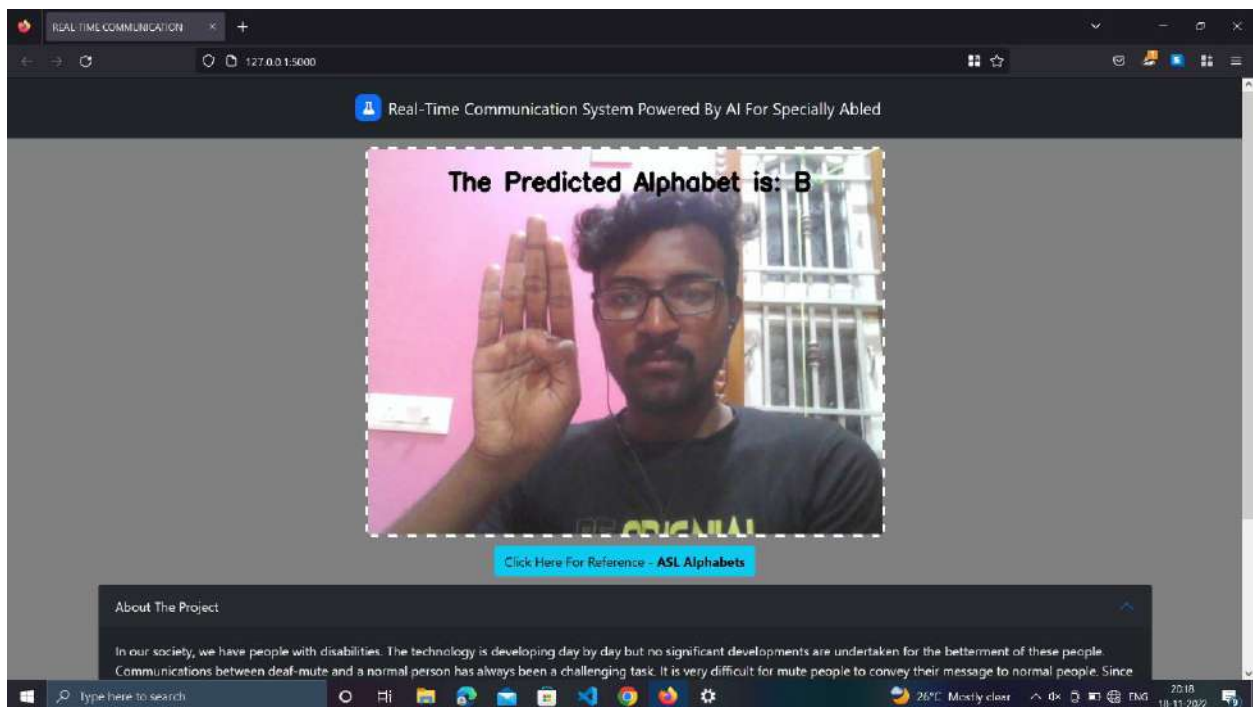 REAL-TIME COMMUNICATION
127.0.0.1:5000
Real-Time Communication System Powered By AI For Specially Abled
The Predicted Alphabet is: B
Click Here For Reference - ASL Alphabets
About The Project
In our society, we have people with disabilities. The technology is developing day by day but no significant developments are undertaken for the betterment of these people.
Communications between deaf-mute and a normal person has always been a challenging task. It is very difficult for mute people to convey their message to normal people. Since
Type here to search
26°C Mostly clear
ENG
20:18
18-11-2022